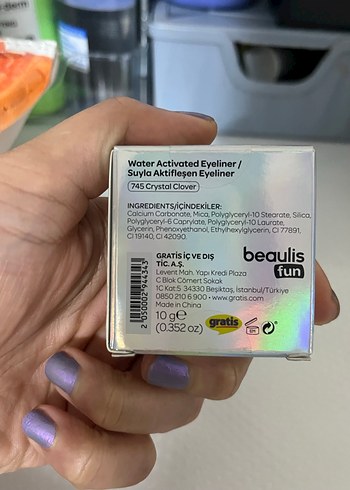 Water Activated Eyeliner /
Suyla Aktifleşen Eyeliner
745 Crystal Clover
INGREDIENTS/İÇİNDEKİLER:
Calcium Carbonate, Mica, Polyglyceryl-10 Stearate, Silica,
Polyglyceryl-6 Caprylate, Polyglyceryl-10 Laurate,
Glycerin, Phenoxyethanol, Ethylhexylglycerin, CI 77891,
CI 19140, CI 42090.
GRATİS İÇ VE DIŞ
TİC. A.Ş.
Levent Mah. Yapı Kredi Plaza
C Blok Cömert Sokak
1C Kat:5 34330 Beşiktaş, İstanbul/Türkiye
0850 210 6 900 • www.gratis.com
Made in China
10 g℮
(0.352 oz)
beaulis
fun
gratis
2 050002 944343